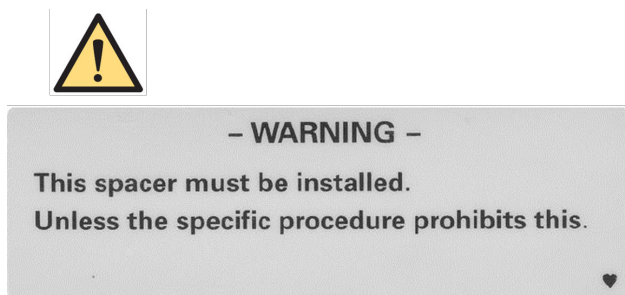 – WARNING –
This spacer must be installed.
Unless the specific procedure prohibits this.